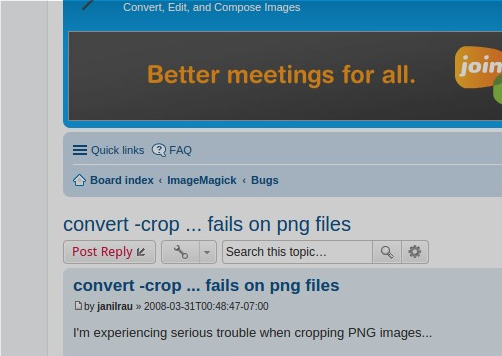 Convert, Edit, and Compose Images
Better meetings for all.
join
Quick links FAQ
Board index ‹ ImageMagick ‹ Bugs
convert -crop ... fails on png files
Post Reply Search this topic…
convert -crop ... fails on png files
by janilrau » 2008-03-31T00:48:47-07:00
I'm experiencing serious trouble when cropping PNG images...